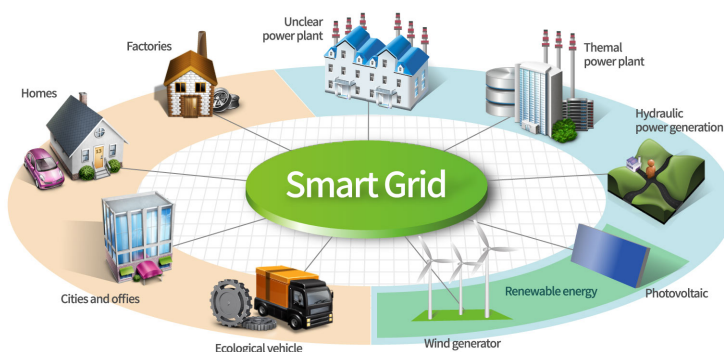 Unclear
power plant
Factories
Themal
power plant
Homes
Hydraulic
power generation
Smart Grid
Cities and offies
Renewable energy
Photovoltaic
Ecological vehicle
Wind generator